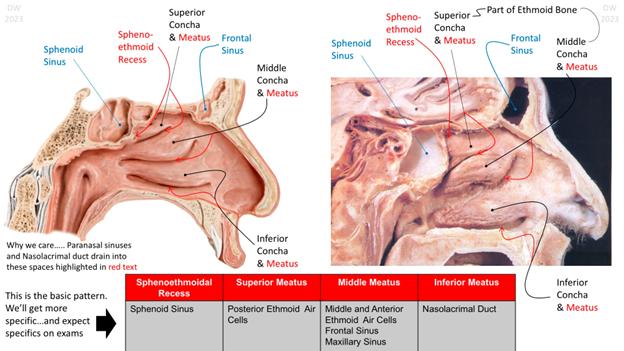 DW
2023
Superior
Concha
& Meatus
Spheno-
ethmoid
Recess
Frontal
Sinus
Sphenoid
Sinus
Middle
Concha
& Meatus
Inferior
Concha
& Meatus
Part of Ethmoid Bone
Superior
Concha
& Meatus
Spheno-
ethmoid
Recess
Frontal
Sinus
Sphenoid
Sinus
Middle
Concha
& Meatus
DW
2023
Inferior
Concha
& Meatus
Why we care….. Paranasal sinuses
and Nasolacrimal duct drain into
these spaces highlighted in red text
This is the basic pattern.
We’ll get more
specific…and expect
specifics on exams
Sphenoethmoidal
Recess
Superior Meatus
Middle Meatus
Inferior Meatus
Sphenoid Sinus
Posterior Ethmoid Air
Cells
Middle and Anterior
Ethmoid Air Cells
Frontal Sinus
Maxillary Sinus
Nasolacrimal Duct